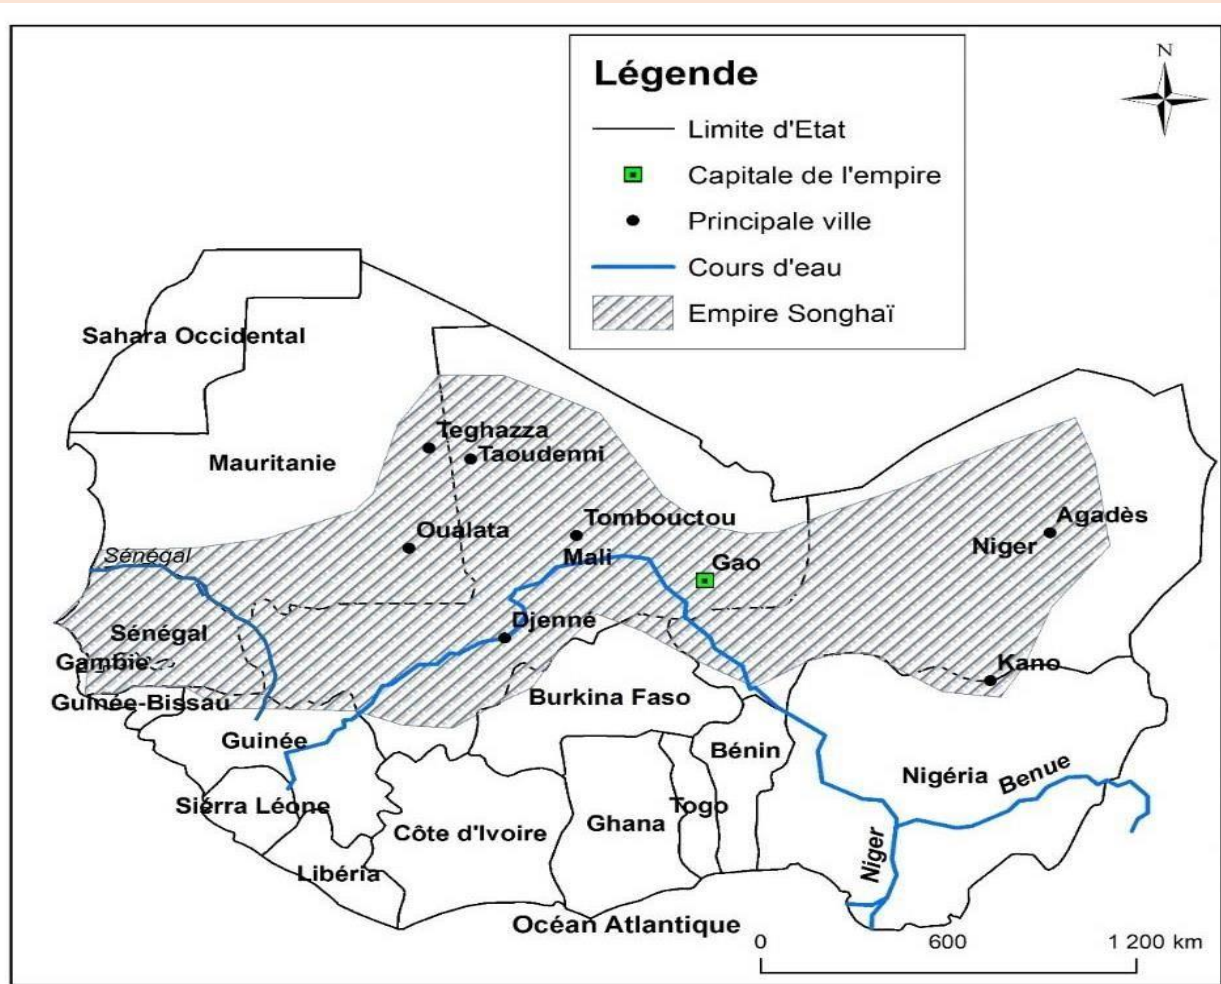 N
Légende
Limite d'Etat
Capitale de l'empire
Principale ville
Cours d'eau
Empire Songhaï
Sahara Occidental
Teghazza
Taoudenni
Mauritanie
Oualata
Tombouctou
Agadès
Sénégal
Mali
Gao
Niger
Sénégal
Djenné
Gambie
Kano
Guinée-Bissau
Burkina Faso
Guinée
Bénin
Nigéria
Benue
Siérra Léone
Togo
Côte d'Ivoire
Ghana
Niger
Libéria
Océan Atlantique
0 600 1 200 km